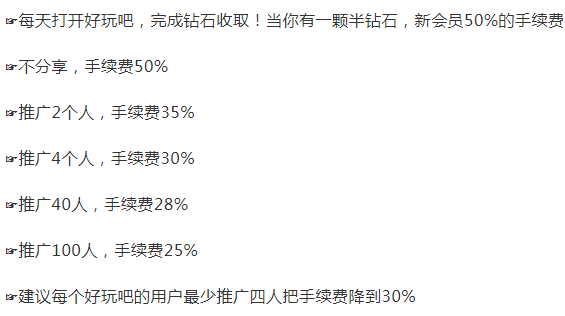 ☞每天打开好玩吧，完成钻石收取！当你有一颗半钻石，新会员50%的手续费
☞不分享，手续费50%
☞推广2个人，手续费35%
☞推广4个人，手续费30%
☞推广40人，手续费28%
☞推广100人，手续费25%
☞建议每个好玩吧的用户最少推广四人把手续费降到30%